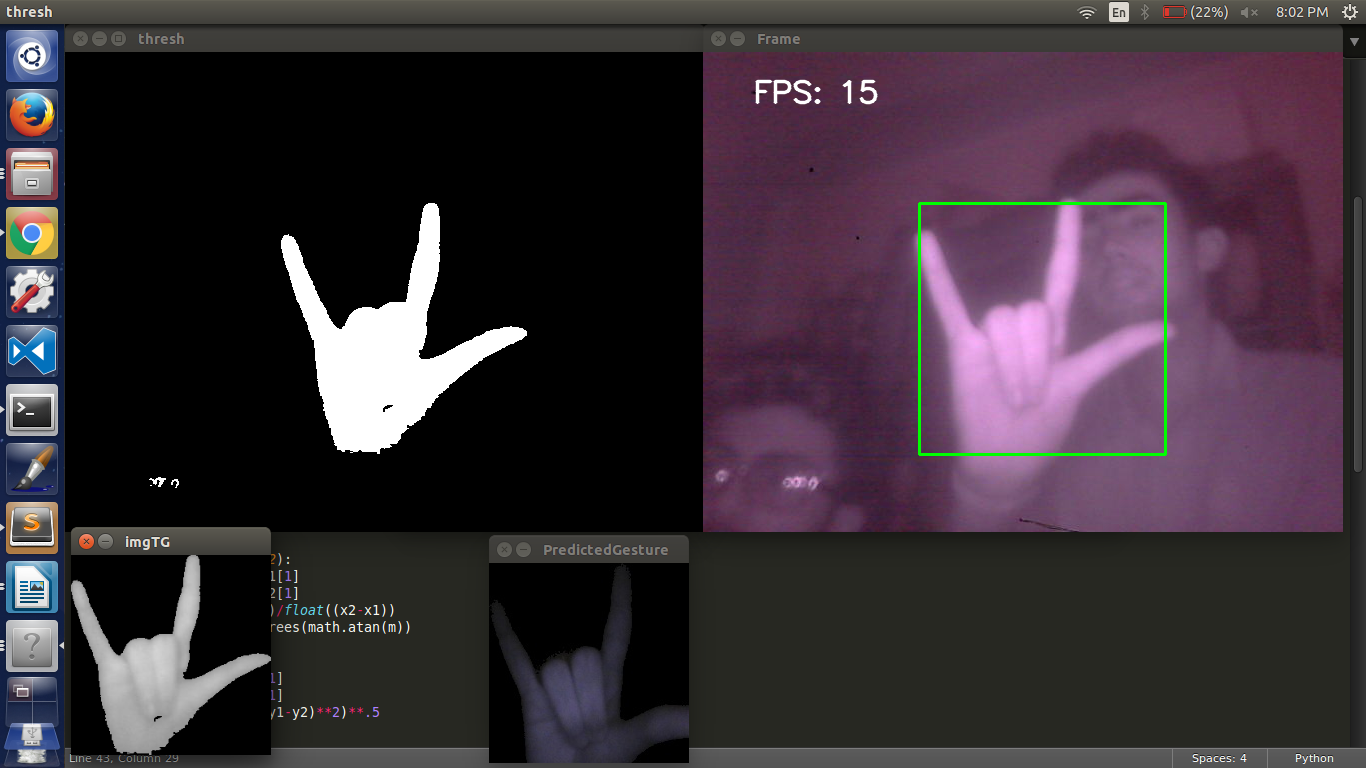 thresh
En
(22%)
8:02 PM
thresh
Frame
FPS: 15
imgTG
PredictedGesture
2):
1[1]
2[1]
)/float((x2-x1))
rees(math.atan(m))
1]
1]
y1-y2)**2)**.5
Line 43, Column 29
Spaces: 4
Python